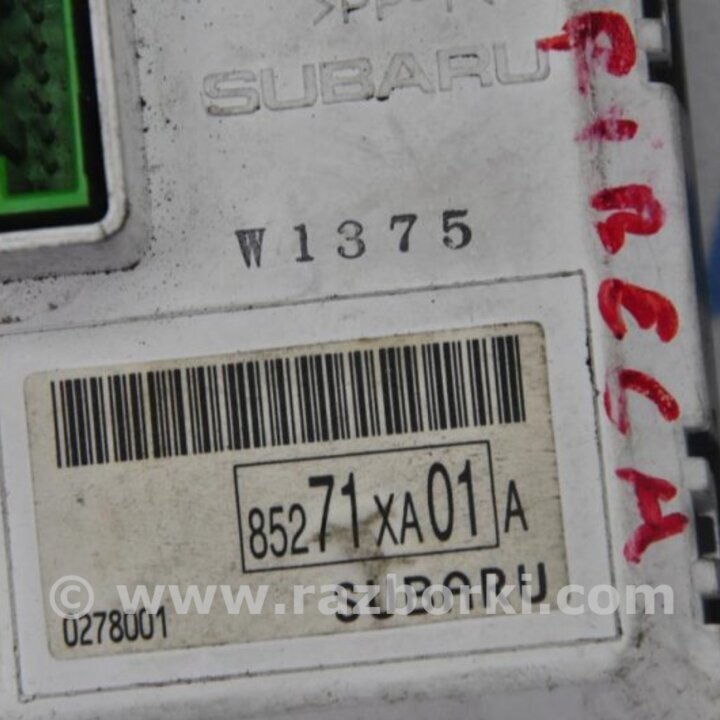 SUBARU
W1375
85271XA01A
SUBARU
0278001
© www.razborki.com